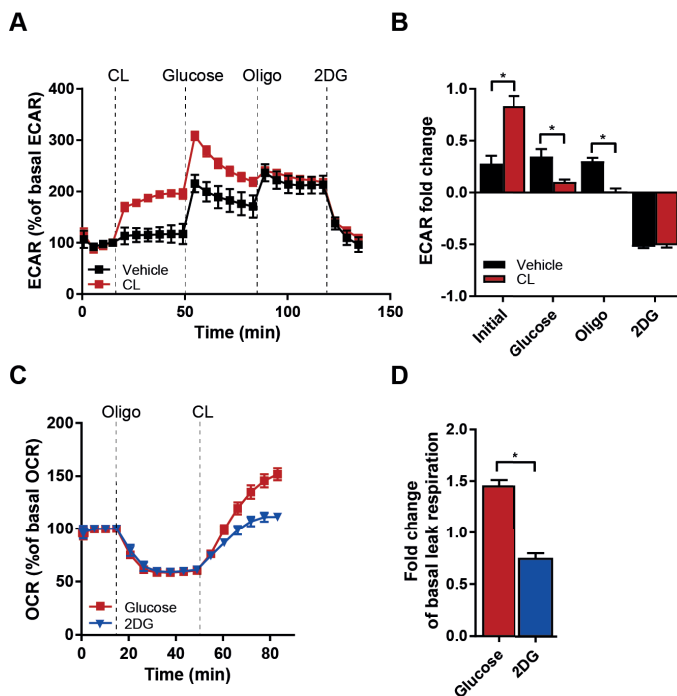 A
CL
Glucose
Oligo
2DG
ECAR (%of basal ECAR)
400
300
200
100
0
Vehicle
CL
0
50
100
150
Time (min)
B
ECAR fold change
1.0
0.5
0.0
-0.5
-1.0
*
*
*
Vehicle
CL
Initial
Glucose
Oligo
2DG
C
Oligo
CL
OCR (%of basal OCR)
200
150
100
50
0
Glucose
2DG
0
20
40
60
80
Time (min)
D
Fold change
of basal leak respiration
2.0
1.5
1.0
0.5
0.0
*
Glucose
2DG